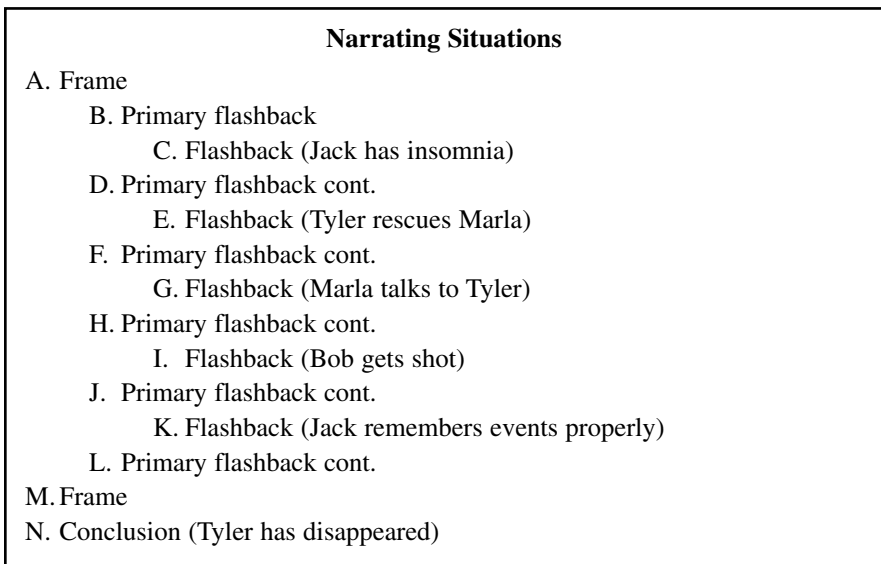 Narrating Situations
A. Frame
B. Primary flashback
C. Flashback (Jack has insomnia)
D. Primary flashback cont.
E. Flashback (Tyler rescues Marla)
F. Primary flashback cont.
G. Flashback (Marla talks to Tyler)
H. Primary flashback cont.
I. Flashback (Bob gets shot)
J. Primary flashback cont.
K. Flashback (Jack remembers events properly)
L. Primary flashback cont.
M. Frame
N. Conclusion (Tyler has disappeared)